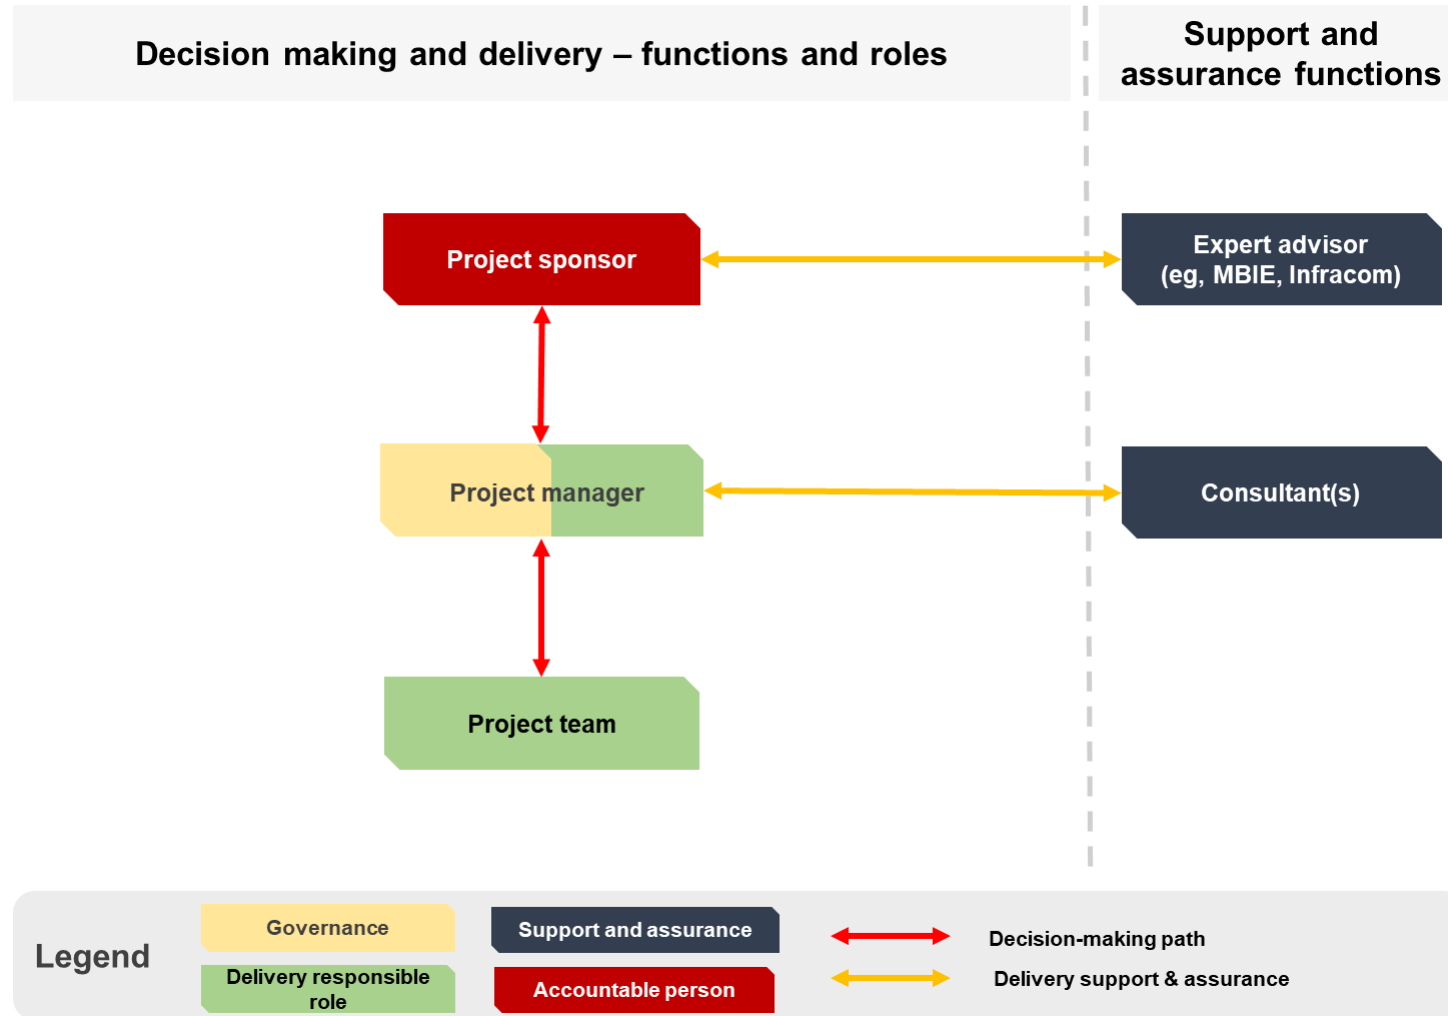 Decision making and delivery – functions and roles
Support and
assurance functions
Project sponsor
Expert advisor
(eg, MBIE, Infracom)
Project manager
Consultant(s)
Project team
Legend
Governance
Support and assurance
Decision-making path
Delivery responsible
role
Accountable person
Delivery support & assurance